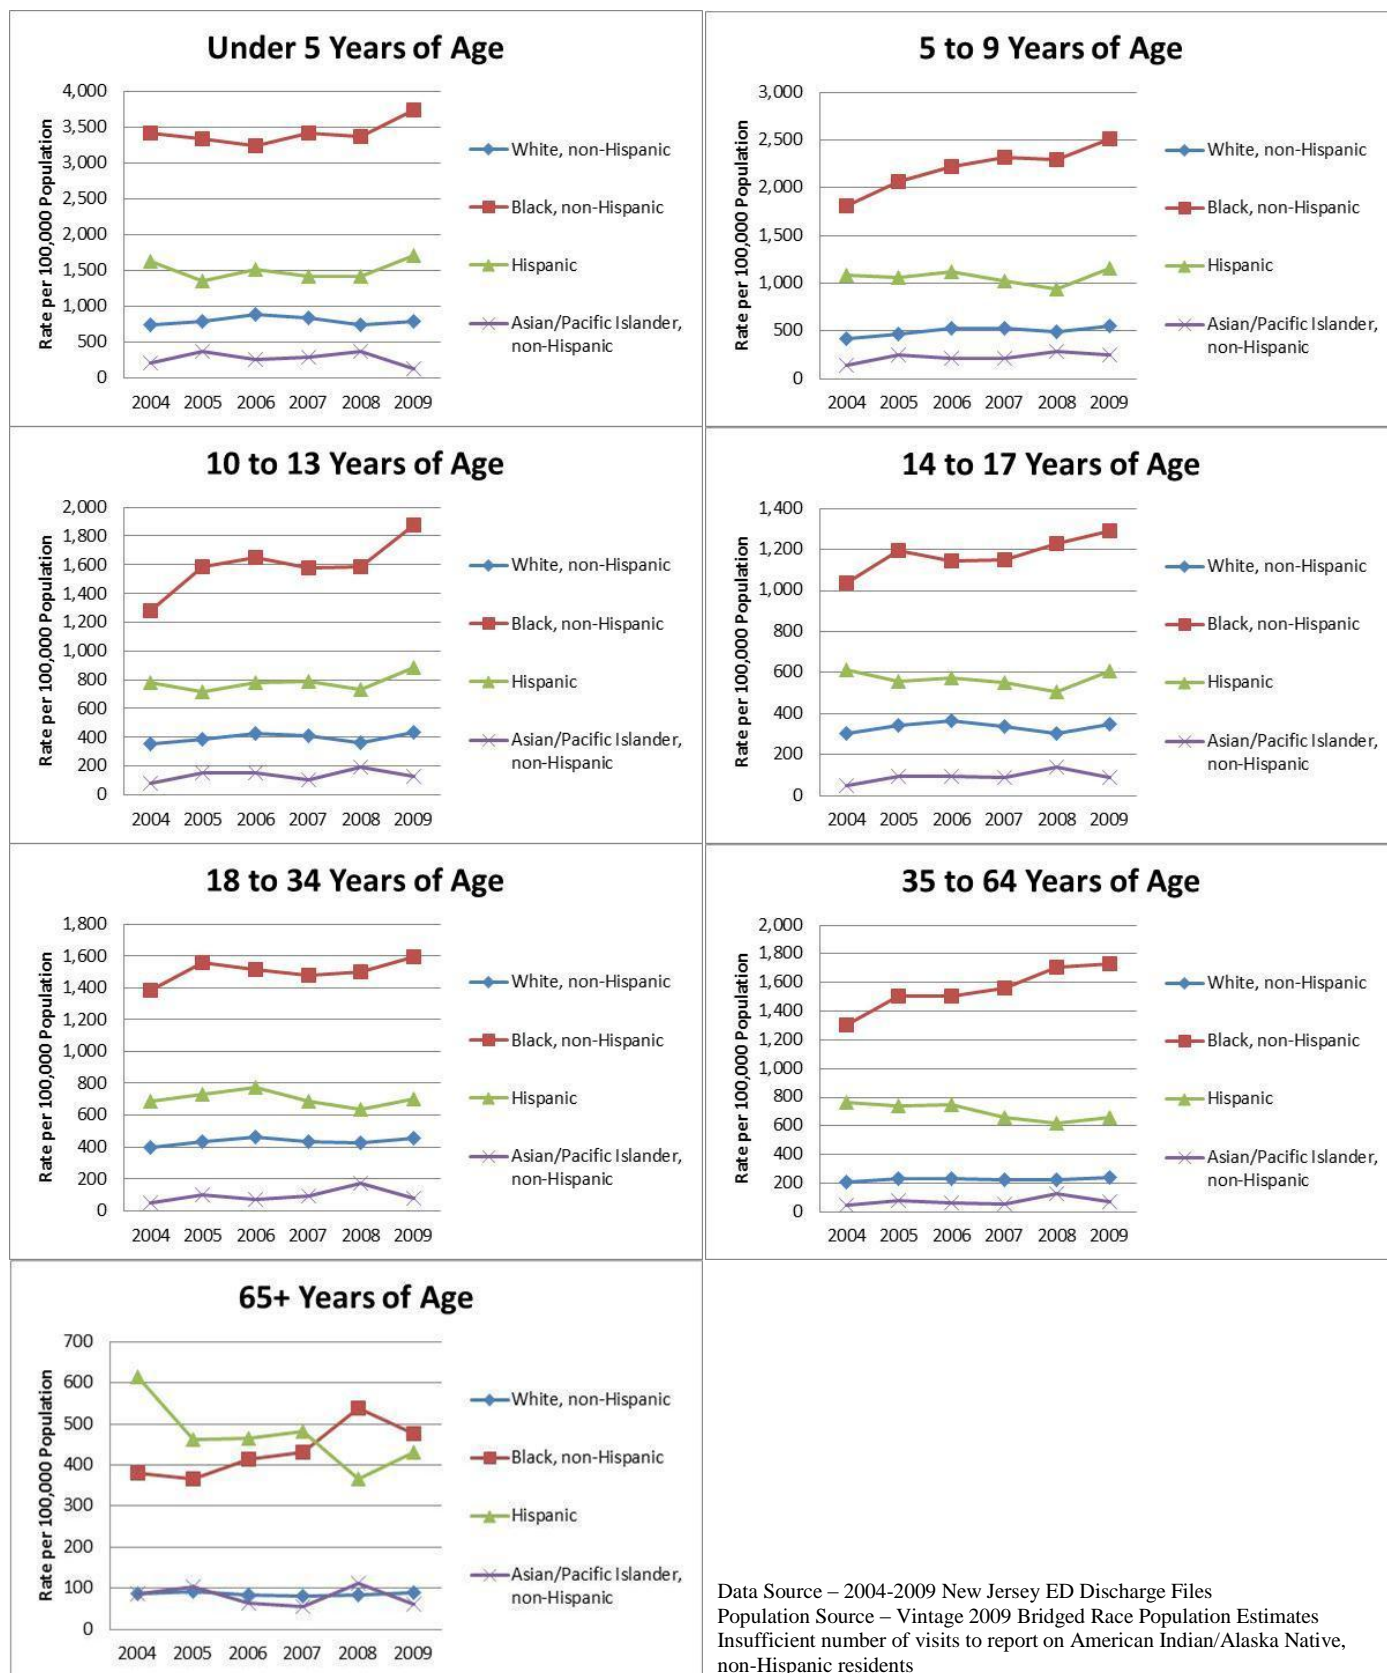 Under 5 Years of Age
Rate per 100,000 Population
4,000
3,500
3,000
2,500
2,000
1,500
1,000
500
0
2004 2005 2006 2007 2008 2009
White, non-Hispanic
Black, non-Hispanic
Hispanic
Asian/Pacific Islander,
non-Hispanic
5 to 9 Years of Age
Rate per 100,000 Population
3,000
2,500
2,000
1,500
1,000
500
0
2004 2005 2006 2007 2008 2009
White, non-Hispanic
Black, non-Hispanic
Hispanic
Asian/Pacific Islander,
non-Hispanic
10 to 13 Years of Age
Rate per 100,000 Population
2,000
1,800
1,600
1,400
1,200
1,000
800
600
400
200
0
2004 2005 2006 2007 2008 2009
White, non-Hispanic
Black, non-Hispanic
Hispanic
Asian/Pacific Islander,
non-Hispanic
14 to 17 Years of Age
Rate per 100,000 Population
1,400
1,200
1,000
800
600
400
200
0
2004 2005 2006 2007 2008 2009
White, non-Hispanic
Black, non-Hispanic
Hispanic
Asian/Pacific Islander,
non-Hispanic
18 to 34 Years of Age
Rate per 100,000 Population
1,800
1,600
1,400
1,200
1,000
800
600
400
200
0
2004 2005 2006 2007 2008 2009
White, non-Hispanic
Black, non-Hispanic
Hispanic
Asian/Pacific Islander,
non-Hispanic
35 to 64 Years of Age
Rate per 100,000 Population
2,000
1,800
1,600
1,400
1,200
1,000
800
600
400
200
0
2004 2005 2006 2007 2008 2009
White, non-Hispanic
Black, non-Hispanic
Hispanic
Asian/Pacific Islander,
non-Hispanic
65+ Years of Age
Rate per 100,000 Population
700
600
500
400
300
200
100
0
2004 2005 2006 2007 2008 2009
White, non-Hispanic
Black, non-Hispanic
Hispanic
Asian/Pacific Islander,
non-Hispanic
Data Source – 2004-2009 New Jersey ED Discharge Files
Population Source – Vintage 2009 Bridged Race Population Estimates
Insufficient number of visits to report on American Indian/Alaska Native,
non-Hispanic residents